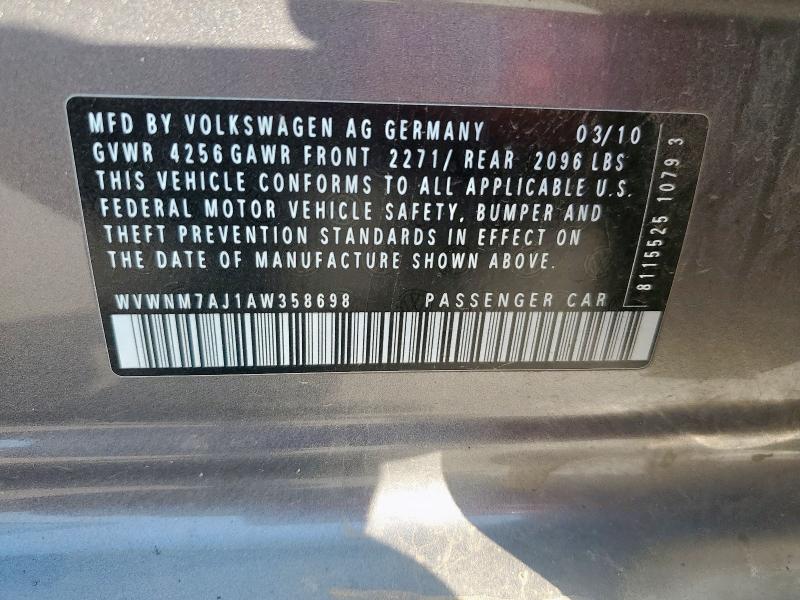 MFD BY VOLKSWAGEN AG GERMANY 03/10
GVWR 4256 GAWR FRONT 2271/ REAR 2096 LBS
THIS VEHICLE CONFORMS TO ALL APPLICABLE U.S.
FEDERAL MOTOR VEHICLE SAFETY, BUMPER AND
THEFT PREVENTION STANDARDS IN EFFECT ON
THE DATE OF MANUFACTURE SHOWN ABOVE.
WVWNM7AJ1AW358698 PASSENGER CAR
8115525 1079 3